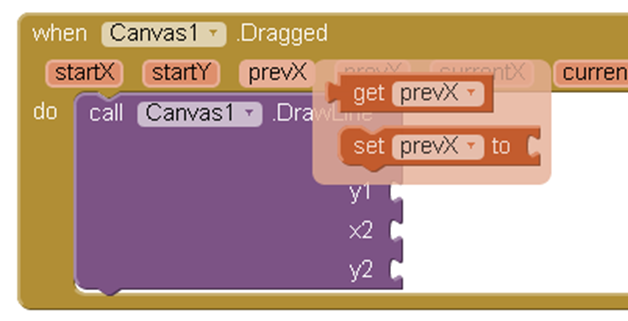 when Canvas1 .Dragged
startX startY prevX prevY currentX curren
do call Canvas1 .DrawLine
get prevX
set prevX to
y1
x2
y2